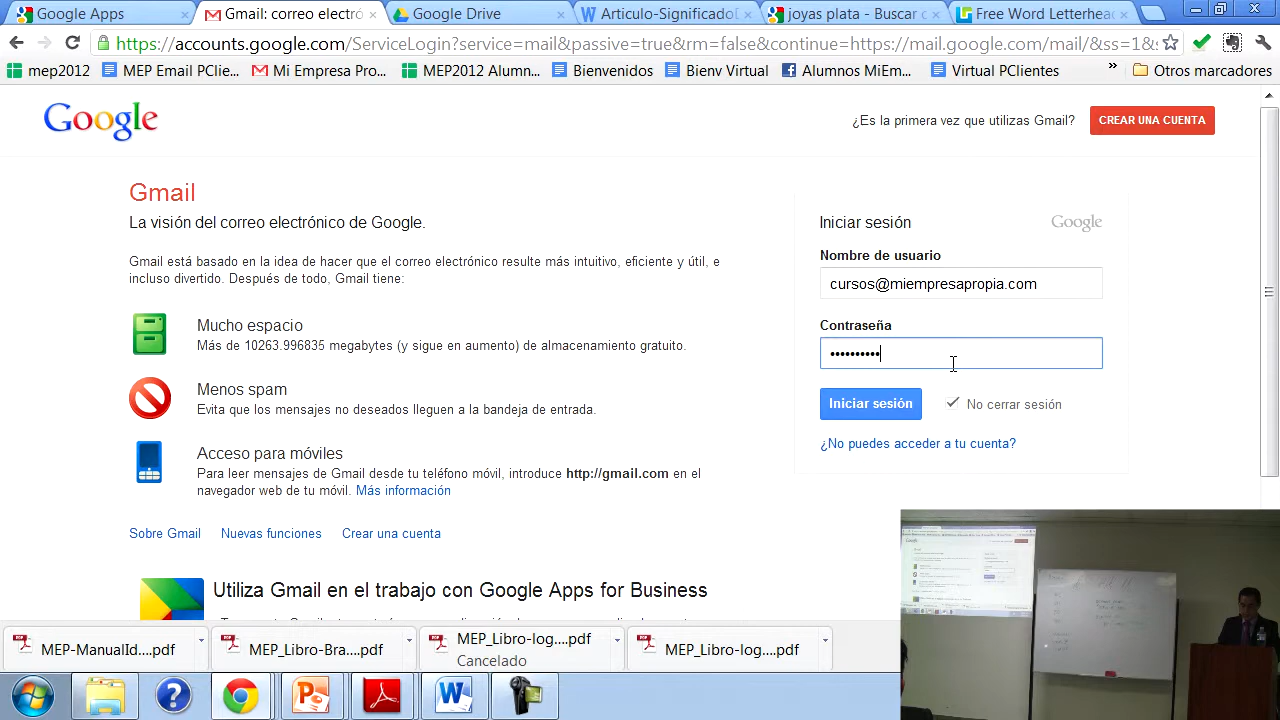 Google Apps
Gmail: correo electró
Google Drive
Articulo-SignificadoL
joyas plata - Buscar c
Free Word Letterhea
https://accounts.google.com/ServiceLogin?service=mail&passive=true&rm=false&continue=https://mail.google.com/mail/&ss=1&
mep2012
MEP Email PClie...
Mi Empresa Pro...
MEP2012 Alumn...
Bienvenidos
Bienv Virtual
Alumnos MiEm...
Virtual PClientes
»
Otros marcadores
Google
¿Es la primera vez que utilizas Gmail?
CREAR UNA CUENTA
Gmail
La visión del correo electrónico de Google.
Gmail está basado en la idea de hacer que el correo electrónico resulte más intuitivo, eficiente y útil, e
incluso divertido. Después de todo, Gmail tiene:
Mucho espacio
Más de 10263.996835 megabytes (y sigue en aumento) de almacenamiento gratuito.
Menos spam
Evita que los mensajes no deseados lleguen a la bandeja de entrada.
Acceso para móviles
Para leer mensajes de Gmail desde tu teléfono móvil, introduce http://gmail.com en el
navegador web de tu móvil. Más información
Sobre Gmail
Nuevas funciones
Crear una cuenta
Utiliza Gmail en el trabajo con Google Apps for Business
Iniciar sesión
Google
Nombre de usuario
cursos@miempresapropia.com
Contraseña
••••••••••
Iniciar sesión
No cerrar sesión
¿No puedes acceder a tu cuenta?
MEP-ManualId....pdf
MEP_Libro-Bra....pdf
MEP_Libro-log....pdf
Cancelado
MEP_Libro-log....pdf